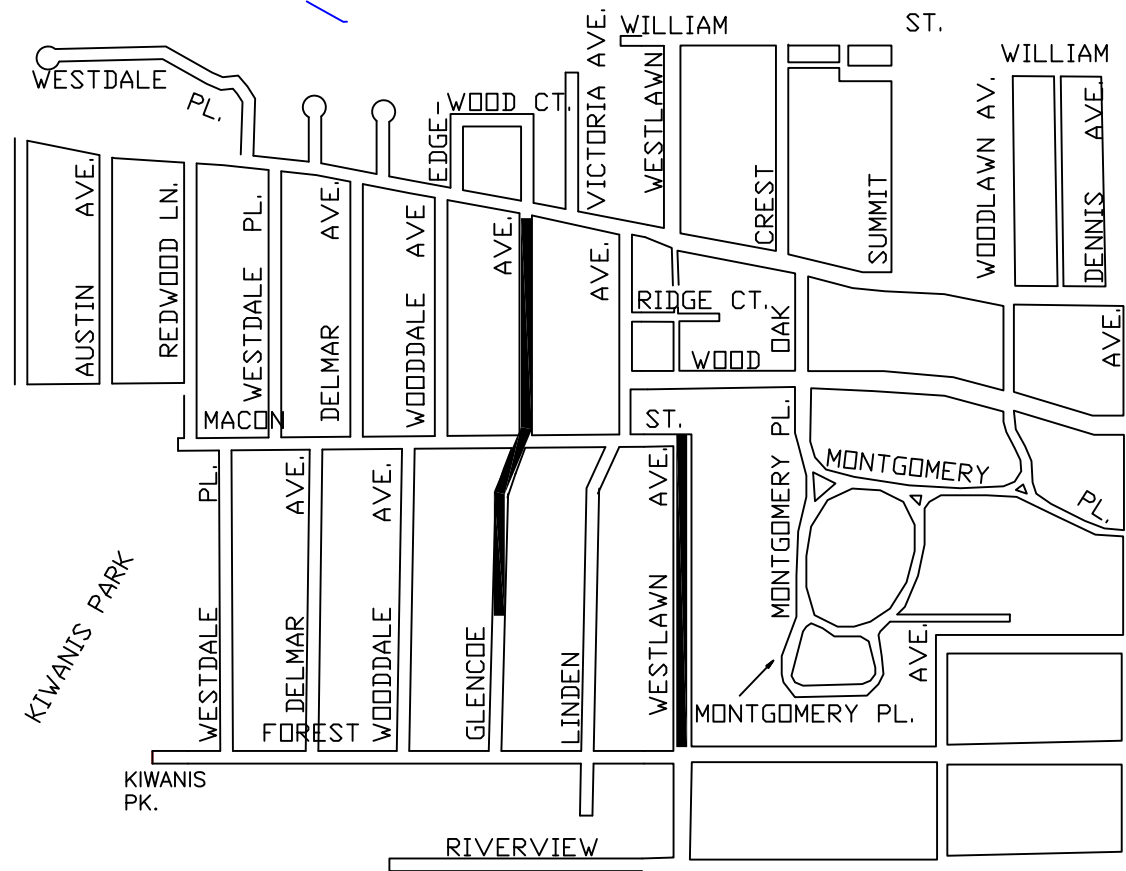 ST.
WILLIAM
WILLIAM
WESTDALE
PL.
WOOD CT.
EDGE-
VICTORIA AVE.
WESTLAWN
CREST
SUMMIT
WOODLAWN AV.
DENNIS AVE.
AUSTIN AVE.
REDWOOD LN.
WESTDALE PL.
DELMAR AVE.
WOODDALE AVE
AVE.
AVE.
RIDGE CT.
WOOD
OAK
AVE.
MACON
ST.
PL.
AVE.
AVE.
AVE.
MONTGOMERY PL.
MONTGOMERY
PL.
KIWANIS PARK
WESTDALE
DELMAR
WOODDALE
GLENCOE
LINDEN
WESTLAWN
AVE.
MONTGOMERY PL.
FOREST
KIWANIS
PK.
RIVERVIEW